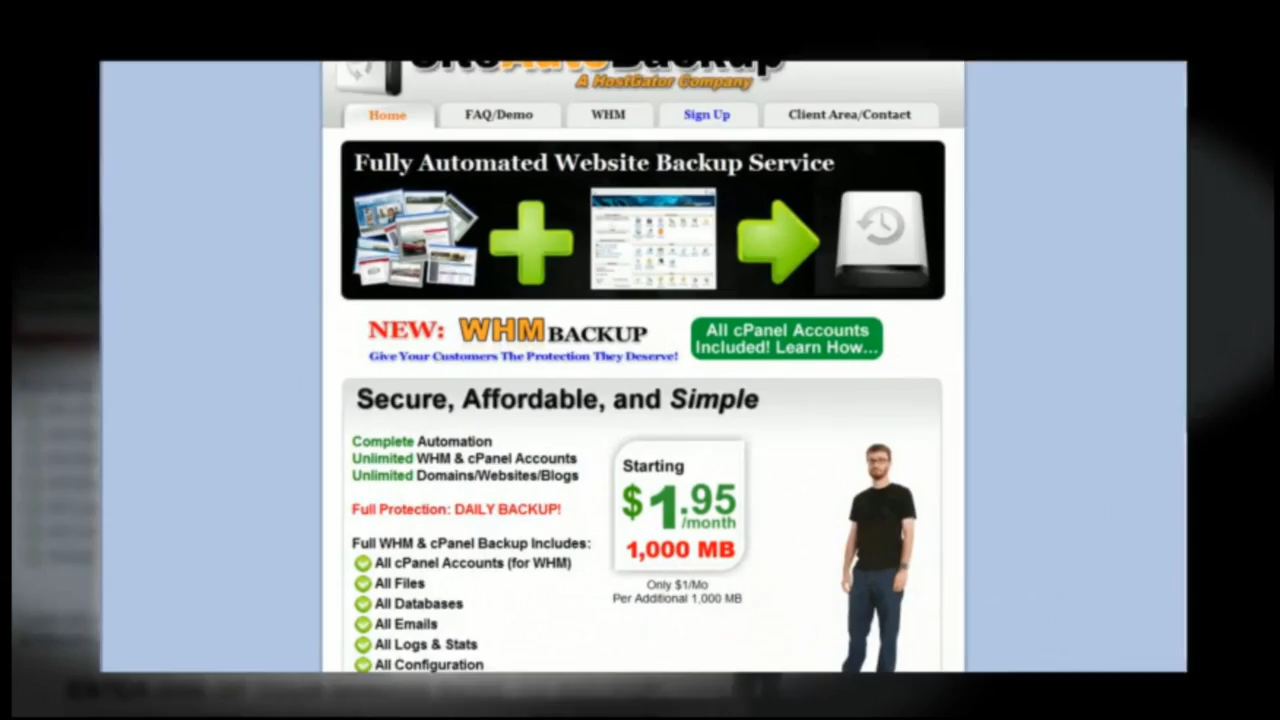 SiteAutoBackup
A HostGator Company
Home
FAQ/Demo
WHM
Sign Up
Client Area/Contact
Fully Automated Website Backup Service
NEW: WHM BACKUP
Give Your Customers The Protection They Deserve!
All cPanel Accounts
Included! Learn How...
Secure, Affordable, and Simple
Complete Automation
Unlimited WHM & cPanel Accounts
Unlimited Domains/Websites/Blogs
Full Protection: DAILY BACKUP!
Full WHM & cPanel Backup Includes:
All cPanel Accounts (for WHM)
All Files
All Databases
All Emails
All Logs & Stats
All Configuration
Starting
$1.95
/month
1,000 MB
Only $1/Mo
Per Additional 1,000 MB